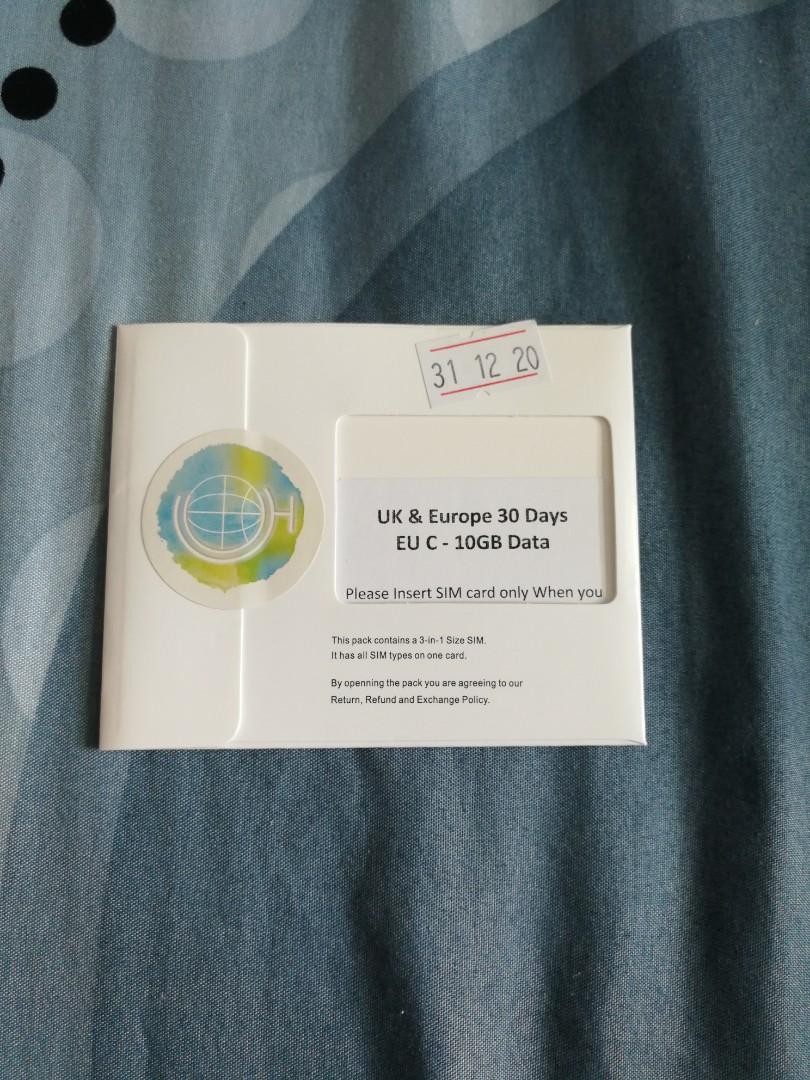 31 12 20
UK & Europe 30 Days
EU C - 10GB Data
Please Insert SIM card only When you
This pack contains a 3-in-1 Size SIM.
It has all SIM types on one card.
By openning the pack you are agreeing to our
Return, Refund and Exchange Policy.